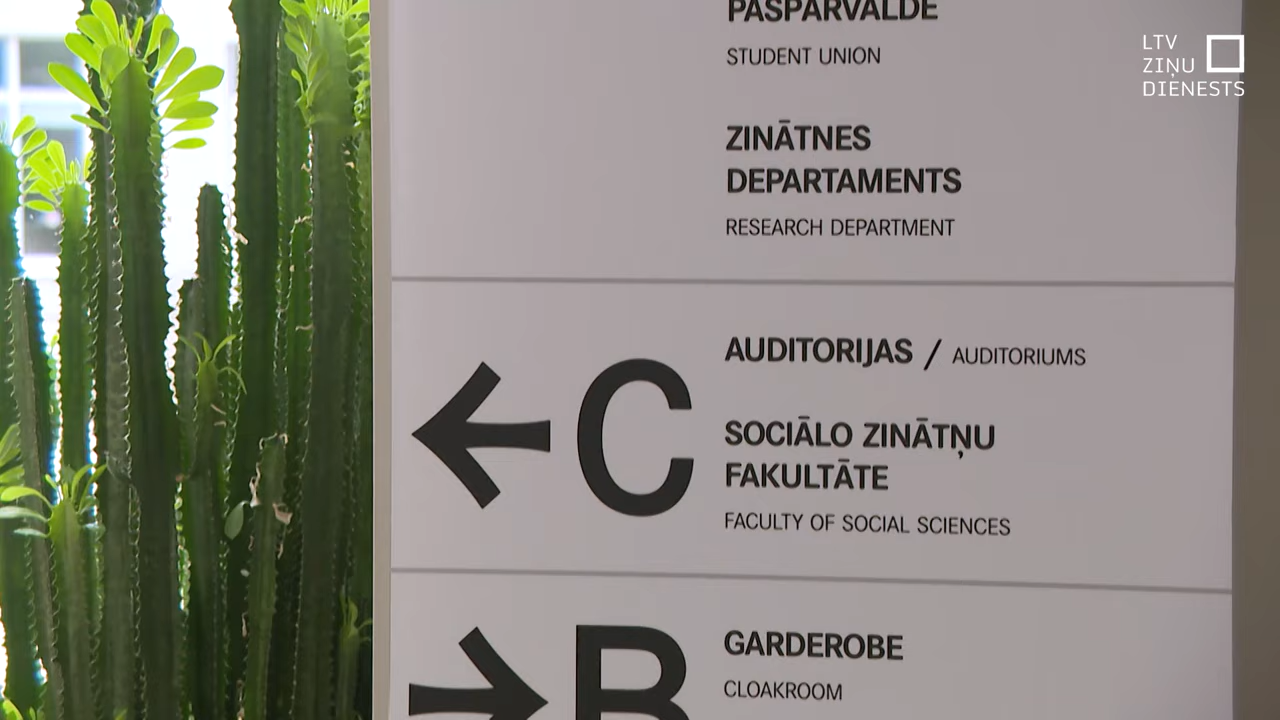 PAŠPĀRVALDE
STUDENT UNION
ZINĀTNES
DEPARTAMENTS
RESEARCH DEPARTMENT
AUDITORIJAS / AUDITORIUMS
← C
SOCIĀLO ZINĀTŅU
FAKULTĀTE
FACULTY OF SOCIAL SCIENCES
→ B
GARDEROBE
CLOAKROOM
LTV
ZIŅU
DIENESTS